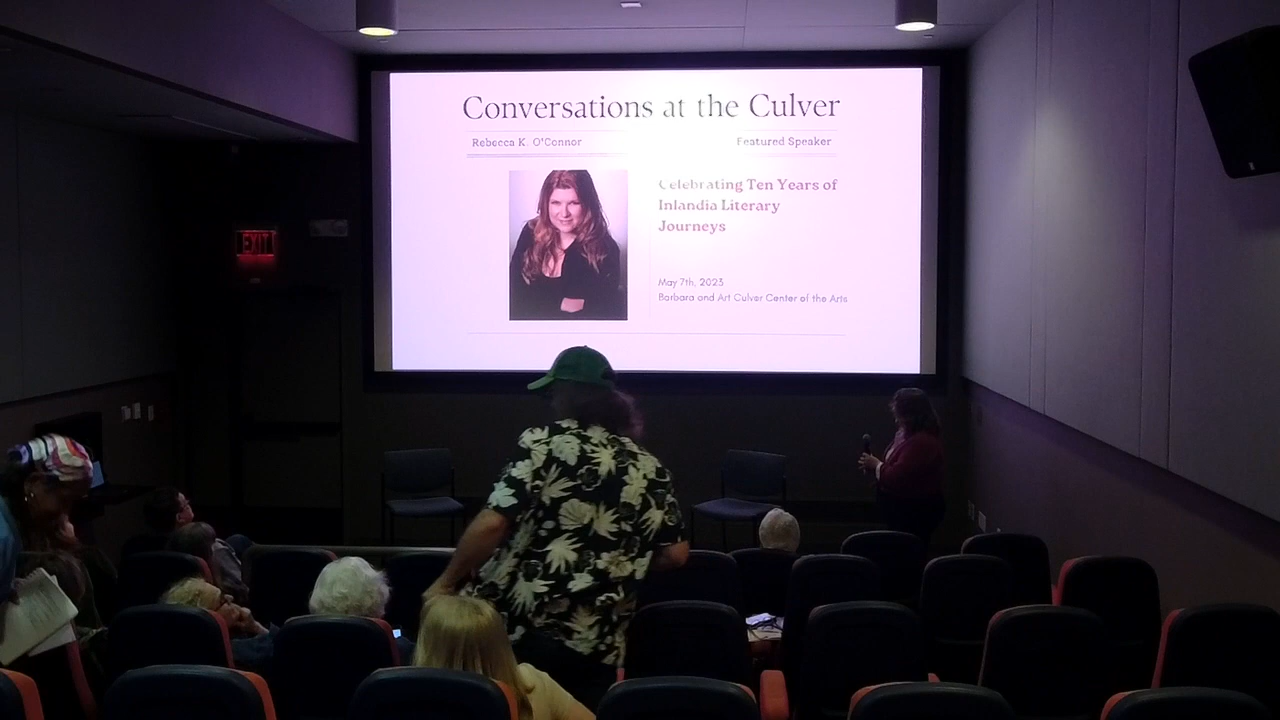 Conversations at the Culver
Rebecca K. O'Connor
Featured Speaker
Celebrating Ten Years of
Inlandia Literary
Journeys
May 7th, 2023
Barbara and Art Culver Center of the Arts
EXIT